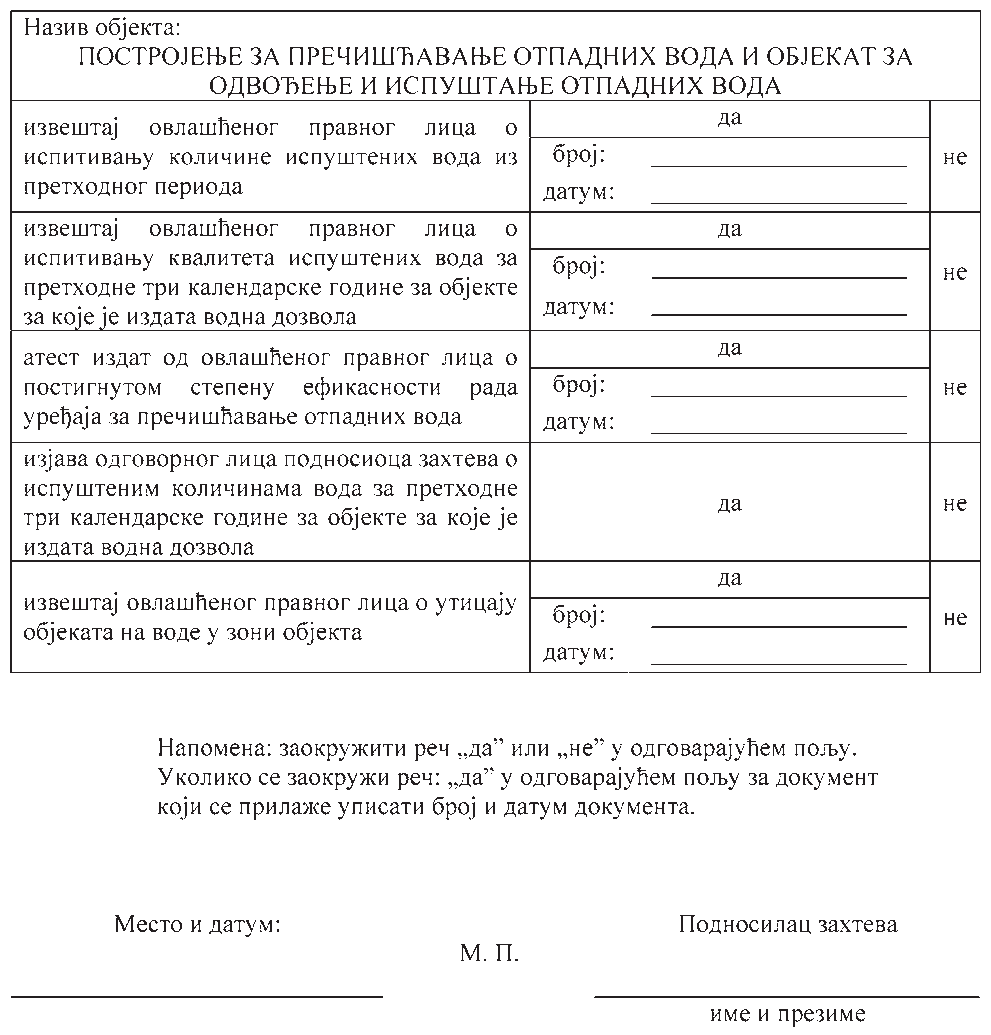 Назив објекта:
ПОСТРОЈЕЊЕ ЗА ПРЕЧИШЋАВАЊЕ ОТПАДНИХ ВОДА И ОБЈЕКАТ ЗА
ОДВОЂЕЊЕ И ИСПУШТАЊЕ ОТПАДНИХ ВОДА
извештај овлашћеног правног лица о
испитивању количине испуштених вода из
претходног периода
да
број:
датум:
не
извештај овлашћеног правног лица о
испитивању квалитета испуштених вода за
претходне три календарске године за објекте
за које је издата водна дозвола
да
број:
датум:
не
атест издат од овлашћеног правног лица о
постигнутом степену ефикасности рада
уређаја за пречишћавање отпадних вода
да
број:
датум:
не
изјава одговорног лица подносиоца захтева о
испуштеним количинама вода за претходне
три календарске године за објекте за које је
издата водна дозвола
да
не
извештај овлашћеног правног лица о утицају
објеката на воде у зони објекта
да
број:
датум:
не
Напомена: заокружити реч „да” или „не” у одговарајућем пољу.
Уколико се заокружи реч: „да” у одговарајућем пољу за документ
који се прилаже уписати број и датум документа.
Место и датум:
Подносилац захтева
М. П.
име и презиме